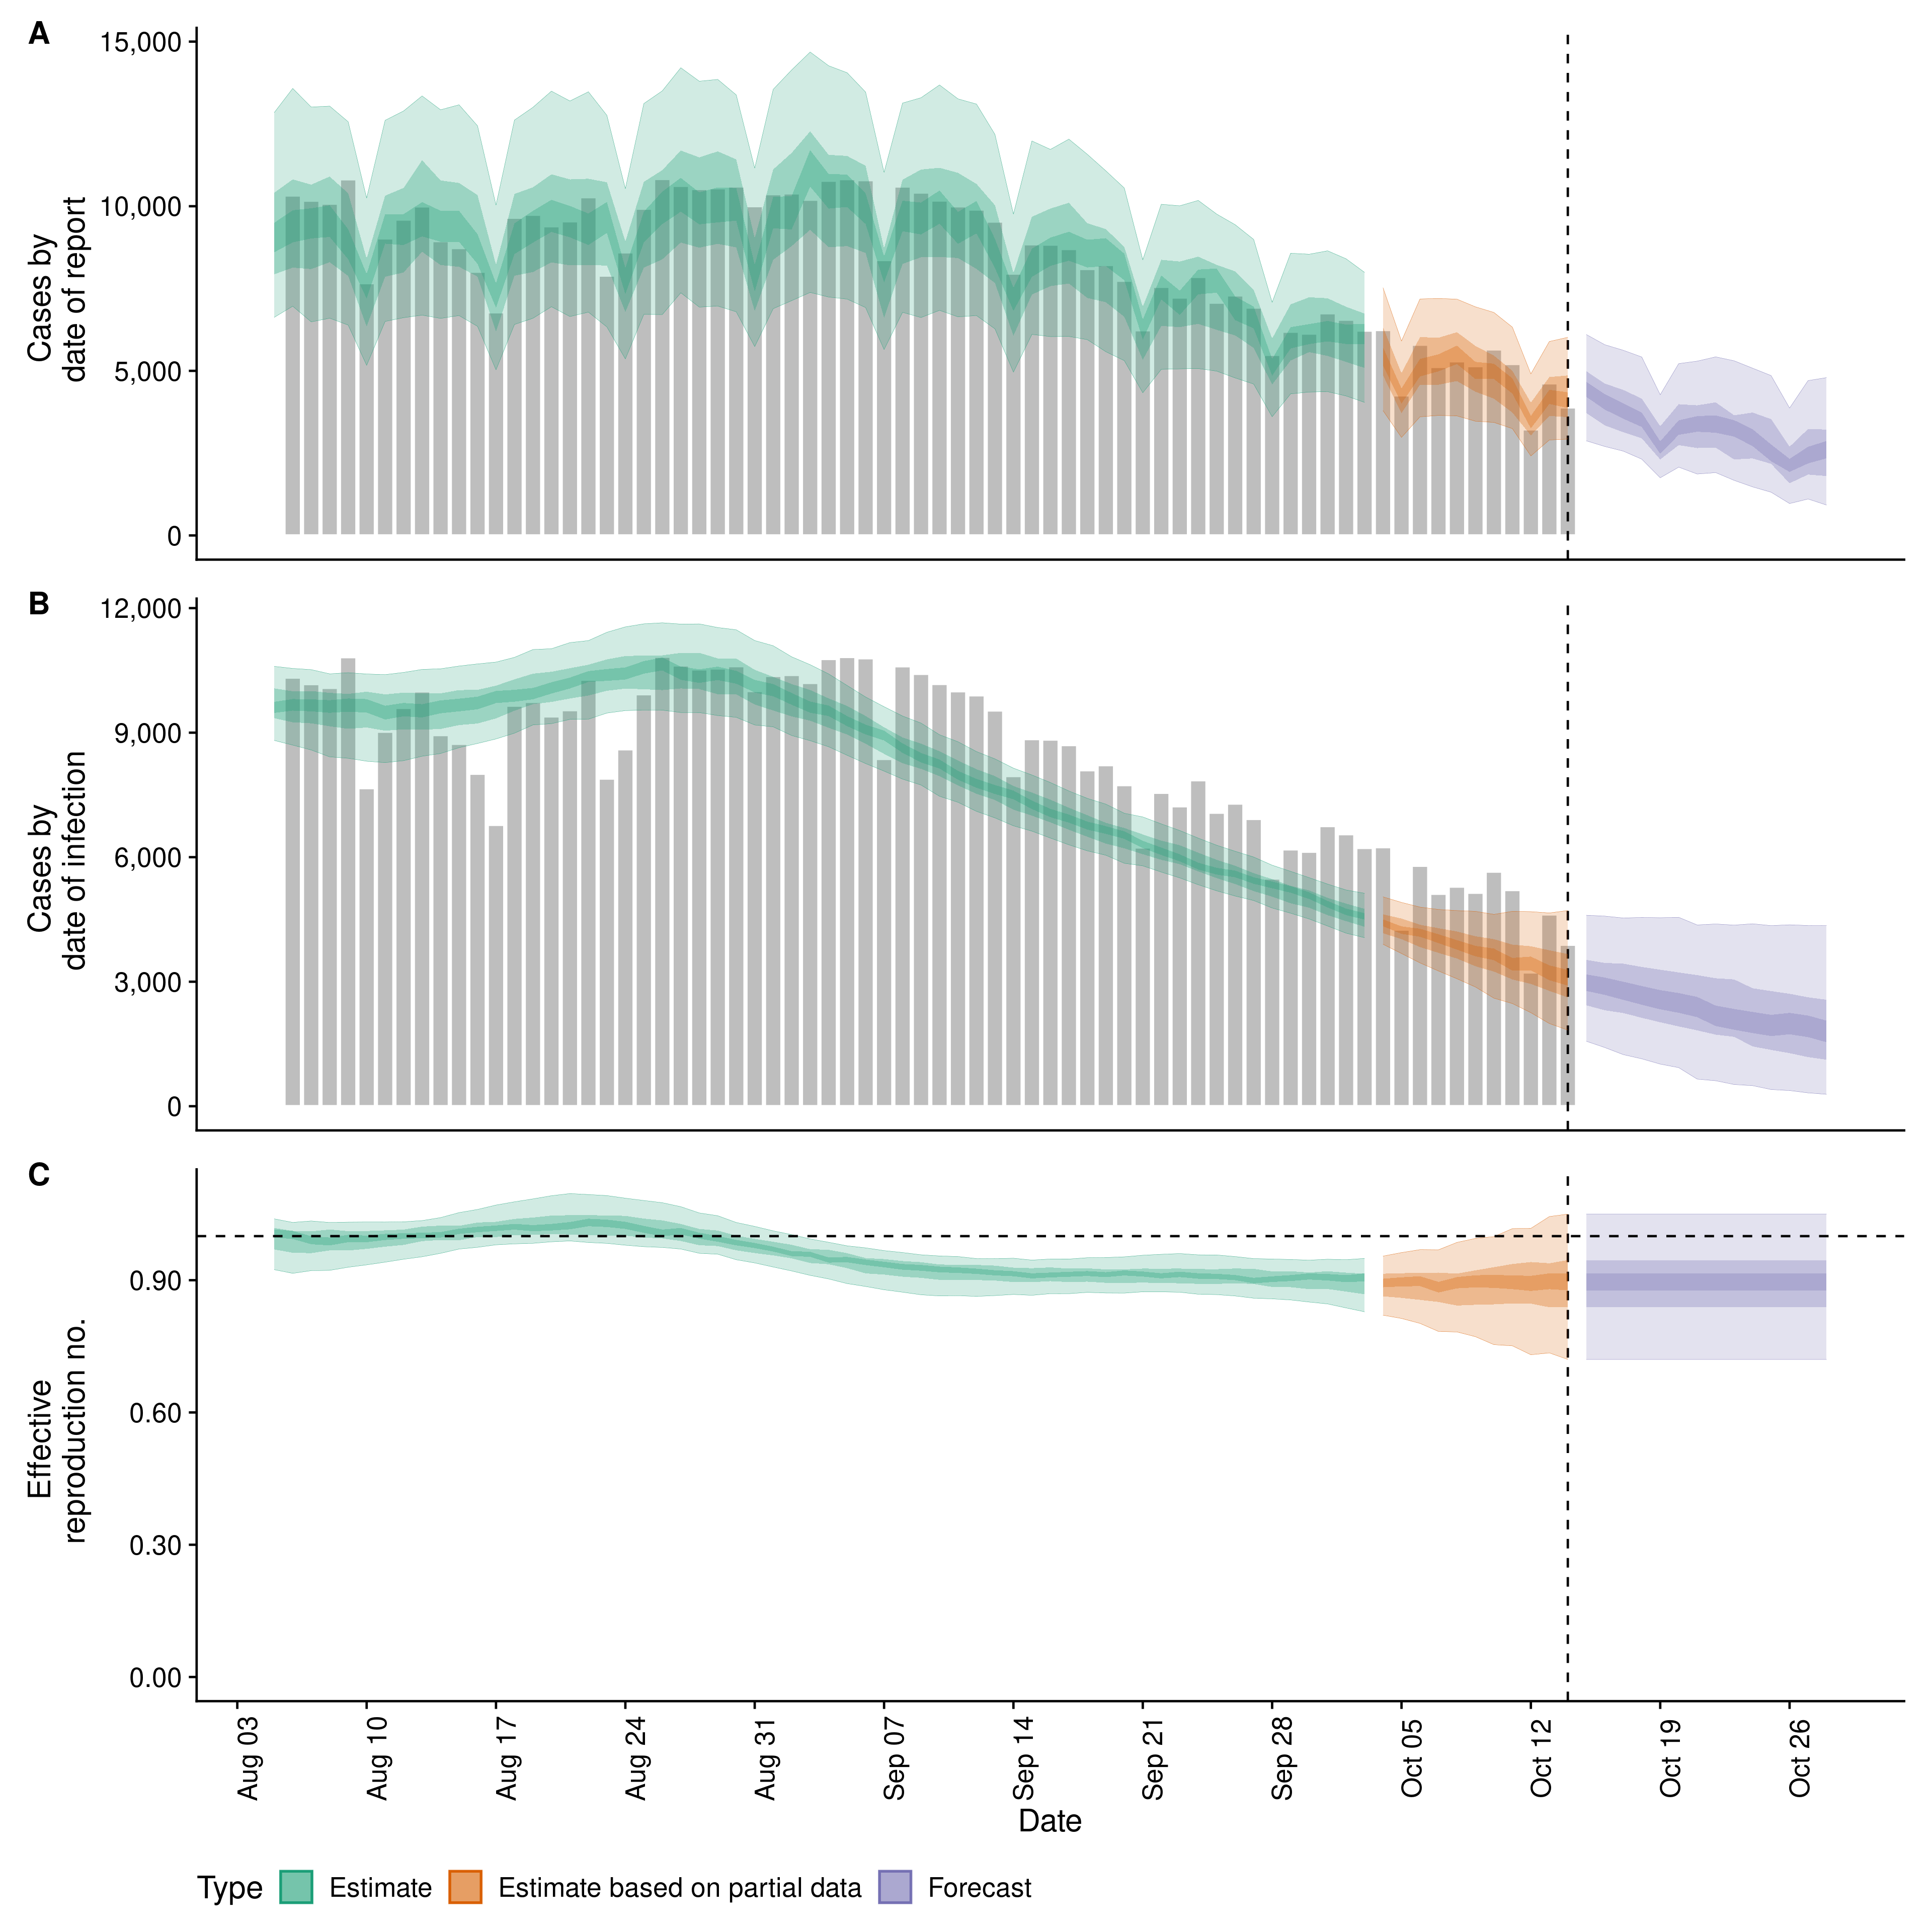 A
Cases by
date of report
15,000
10,000
5,000
0
B
Cases by
date of infection
12,000
9,000
6,000
3,000
0
C
Effective
reproduction no.
0.90
0.60
0.30
0.00
Aug 03
Aug 10
Aug 17
Aug 24
Aug 31
Sep 07
Sep 14
Sep 21
Sep 28
Oct 05
Oct 12
Oct 19
Oct 26
Date
Type Estimate Estimate based on partial data Forecast